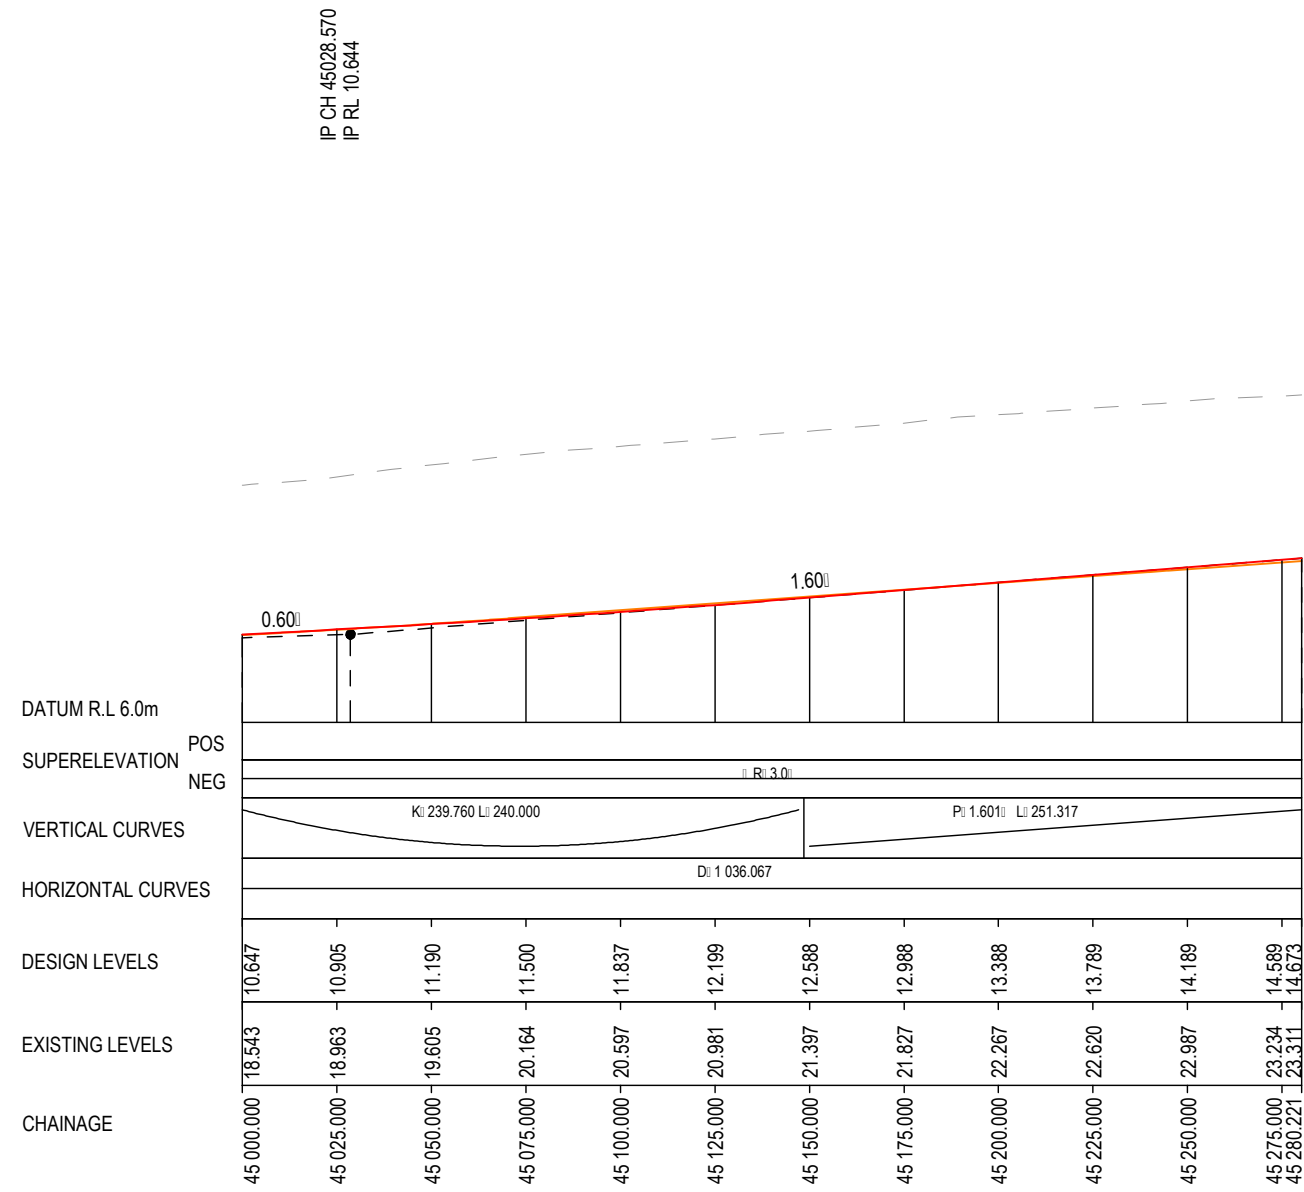 IP CH 45028.570
IP RL 10.644
0.60
1.60
DATUM R.L 6.0m
SUPERELEVATION
POS
NEG
R 3.0
VERTICAL CURVES
K 239.760 L 240.000
P 1.601 L 251.317
HORIZONTAL CURVES
D 1 036.067
DESIGN LEVELS
10.647
10.905
11.190
11.500
11.837
12.199
12.588
12.988
13.388
13.789
14.189
14.589
14.673
EXISTING LEVELS
18.543
18.963
19.605
20.164
20.597
20.981
21.397
21.827
22.267
22.620
22.987
23.234
23.311
CHAINAGE
45 000.000
45 025.000
45 050.000
45 075.000
45 100.000
45 125.000
45 150.000
45 175.000
45 200.000
45 225.000
45 250.000
45 275.000
45 280.221